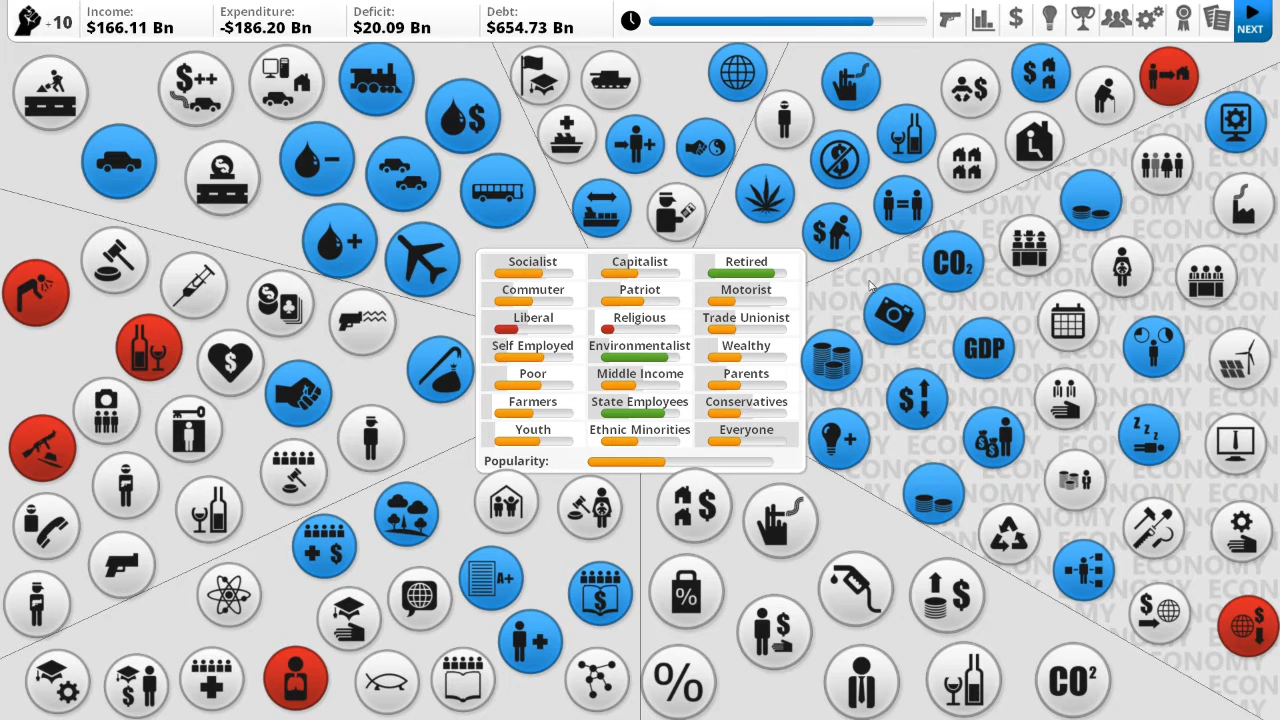 +10
Income: Expenditure: Deficit: Debt:
$166.11 Bn -$186.20 Bn $20.09 Bn $654.73 Bn
NEXT
$++
$
Socialist Capitalist Retired
Commuter Patriot Motorist
Liberal Religious Trade Unionist
Self Employed Environmentalist Wealthy
Poor Middle Income Parents
Farmers State Employees Conservatives
Youth Ethnic Minorities Everyone
Popularity:
CO₂
GDP
zzz
A+
%
CO²
ECONOMY